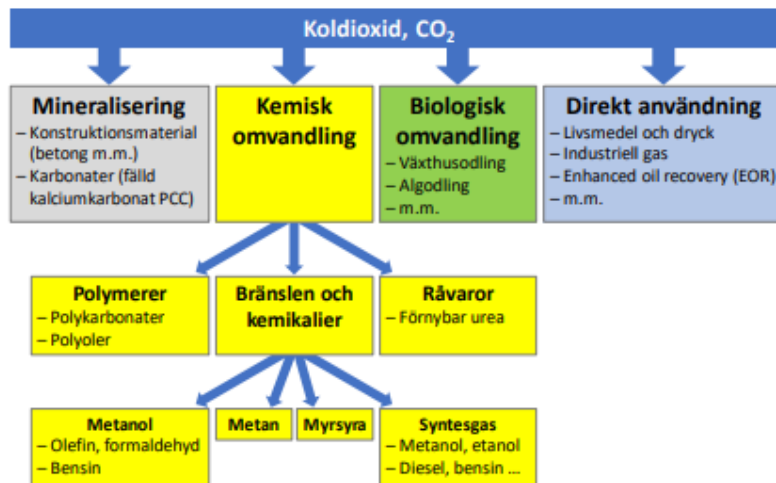 Koldioxid, CO₂
Mineralisering
– Konstruktionsmaterial
(betong m.m.)
– Karbonater (fälld
kalciumkarbonat PCC)
Kemisk
omvandling
Biologisk
omvandling
– Växthusodling
– Algodling
– m.m.
Direkt användning
– Livsmedel och dryck
– Industriell gas
– Enhanced oil recovery (EOR)
– m.m.
Polymerer
– Polykarbonater
– Polyoler
Bränslen och
kemikalier
Råvaror
– Förnybar urea
Metanol
– Olefin, formaldehyd
– Bensin
Metan
Myrsyra
Syntesgas
– Metanol, etanol
– Diesel, bensin ...